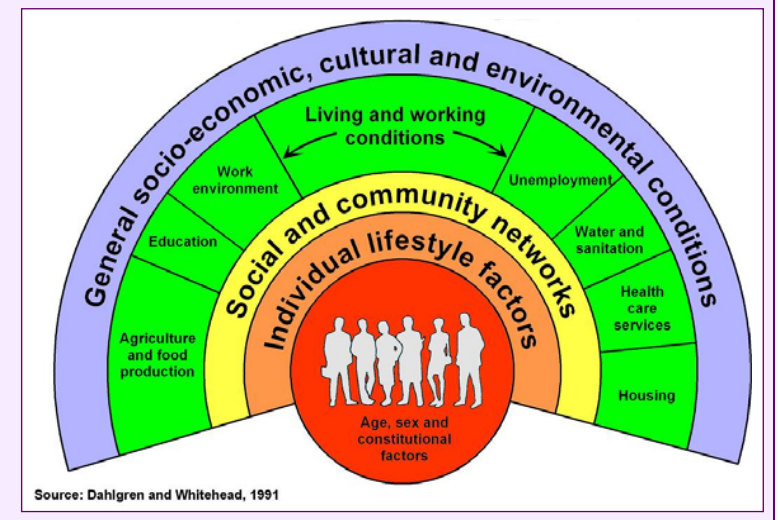 General socio-economic, cultural and environmental conditions
Living and working
conditions
Work
environment
Unemployment
Education
Water and
sanitation
Agriculture
and food
production
Health
care
services
Housing
Social and community networks
Individual lifestyle factors
Age, sex and
constitutional
factors
Source: Dahlgren and Whitehead, 1991